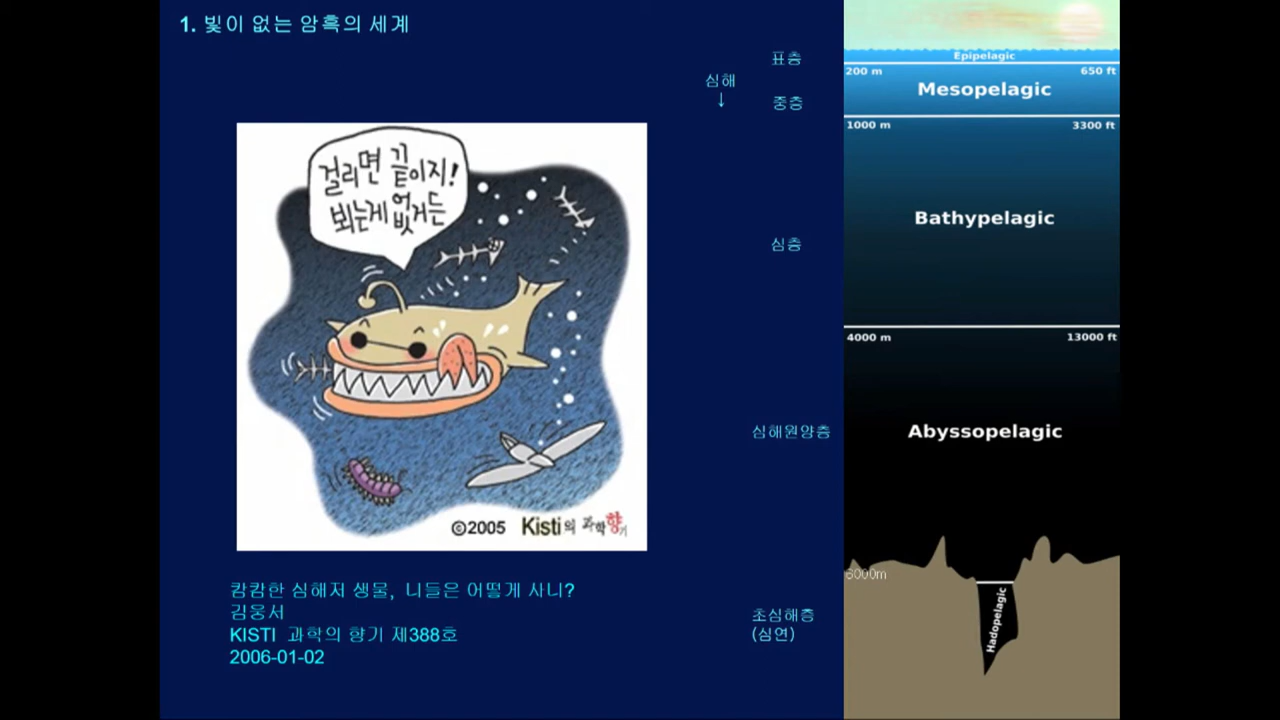 1. 빛이 없는 암흑의 세계
걸리면 끝이지!
뵈는게 없거든
©2005 Kisti의 과학향기
캄캄한 심해저 생물, 니들은 어떻게 사니?
김웅서
KISTI 과학의 향기 제388호
2006-01-02
심해
↓
표층
중층
심층
심해원양층
초심해층
(심연)
Epipelagic
200 m 650 ft
Mesopelagic
1000 m 3300 ft
Bathypelagic
4000 m 13000 ft
Abyssopelagic
6000m
Hadopelagic